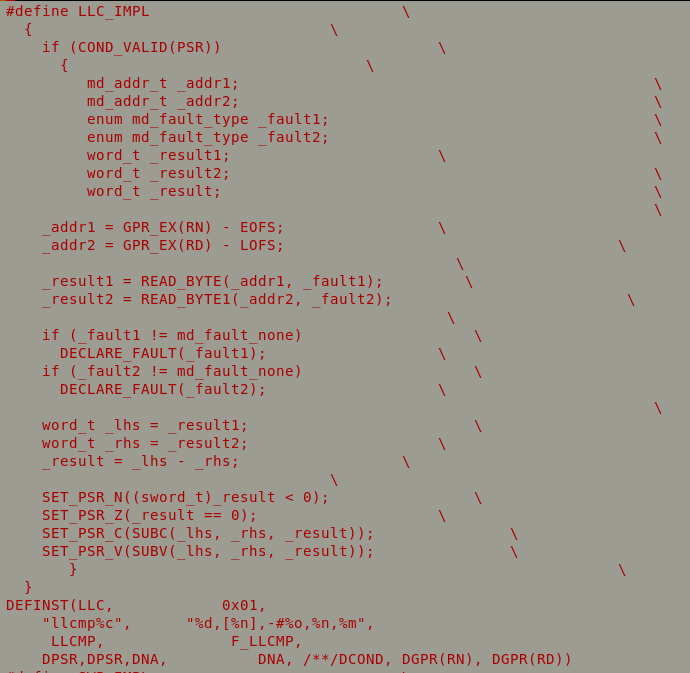 #define LLC_IMPL \
{ \
if (COND_VALID(PSR)) \
{ \
md_addr_t _addr1; \
md_addr_t _addr2; \
enum md_fault_type _fault1; \
enum md_fault_type _fault2; \
word_t _result1; \
word_t _result2; \
word_t _result; \
\
_addr1 = GPR_EX(RN) - EOFS; \
_addr2 = GPR_EX(RD) - LOFS; \
\
_result1 = READ_BYTE(_addr1, _fault1); \
_result2 = READ_BYTE1(_addr2, _fault2); \
\
if (_fault1 != md_fault_none) \
DECLARE_FAULT(_fault1); \
if (_fault2 != md_fault_none) \
DECLARE_FAULT(_fault2); \
\
word_t _lhs = _result1; \
word_t _rhs = _result2; \
_result = _lhs - _rhs; \
\
SET_PSR_N((sword_t)_result < 0); \
SET_PSR_Z(_result == 0); \
SET_PSR_C(SUBC(_lhs, _rhs, _result)); \
SET_PSR_V(SUBV(_lhs, _rhs, _result)); \
} \
}
DEFINST(LLC, 0x01,
"llcmp%c", "%d,[%n],-#%o,%n,%m",
LLCMP, F_LLCMP,
DPSR,DPSR,DNA, DNA, /**/DCOND, DGPR(RN), DGPR(RD))